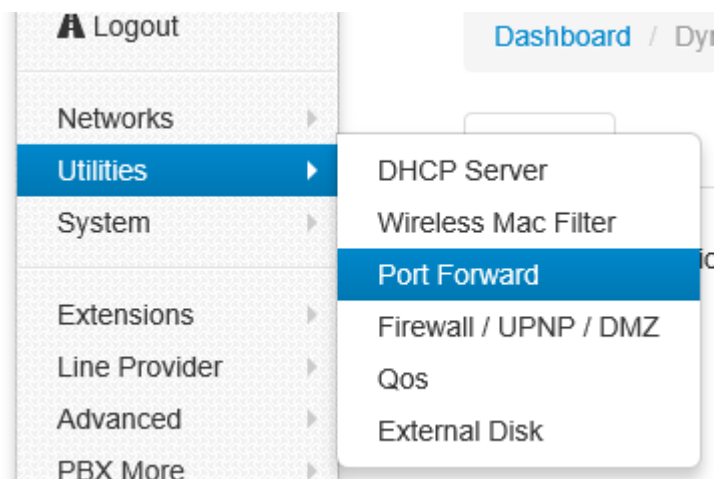 Logout
Dashboard / Dy
Networks
Utilities
System
Extensions
Line Provider
Advanced
PBX More
DHCP Server
Wireless Mac Filter
Port Forward
Firewall / UPNP / DMZ
Qos
External Disk